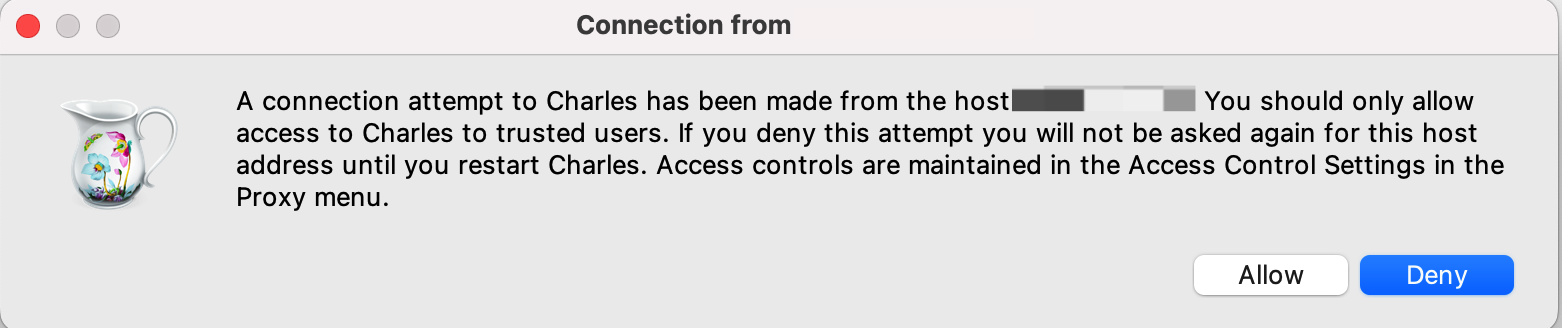 Connection from
A connection attempt to Charles has been made from the host You should only allow
access to Charles to trusted users. If you deny this attempt you will not be asked again for this host
address until you restart Charles. Access controls are maintained in the Access Control Settings in the
Proxy menu.
Allow Deny